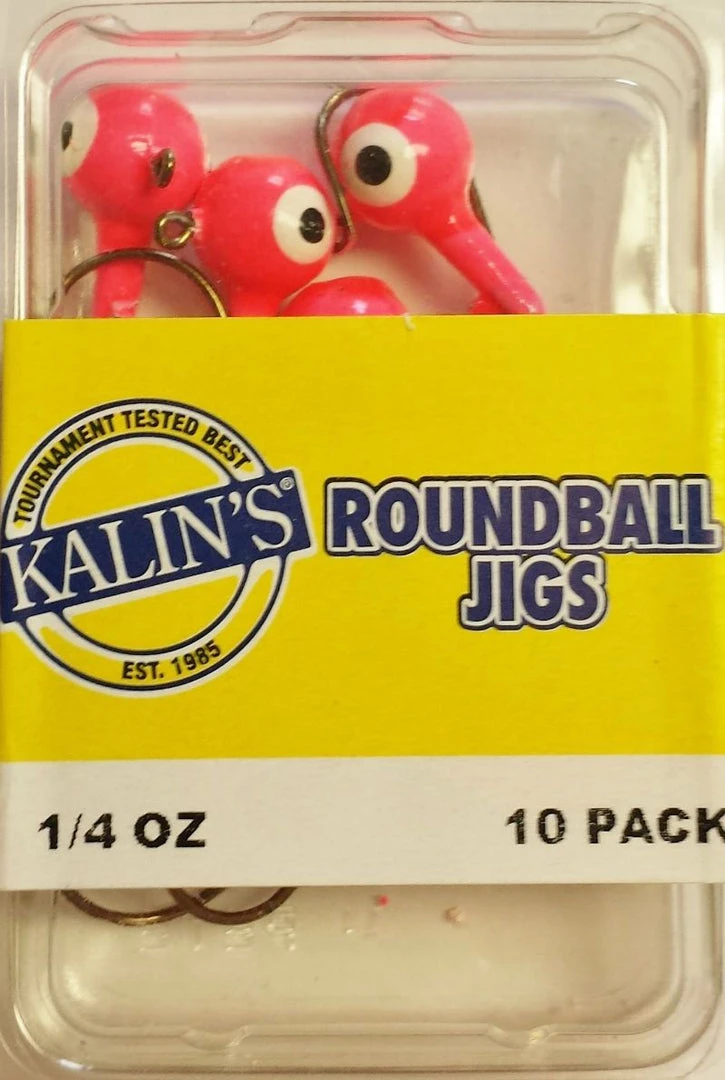 TOURNAMENT TESTED BEST
KALIN'S®
EST. 1985
ROUNDBALL
JIGS
1/4 OZ
10 PACK